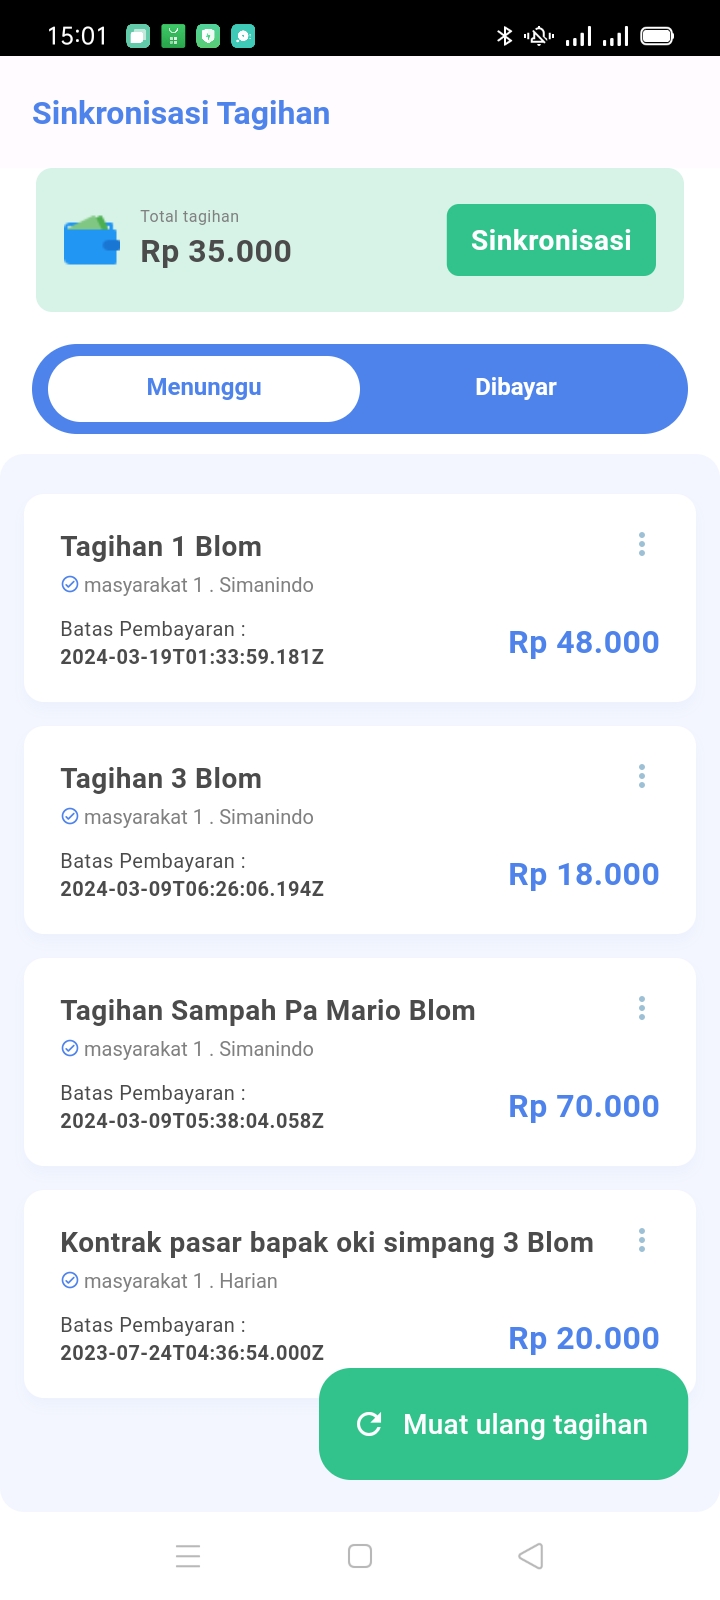 15:01
Sinkronisasi Tagihan
Total tagihan
Rp 35.000
Sinkronisasi
Menunggu
Dibayar
Tagihan 1 Blom
masyarakat 1 . Simanindo
Batas Pembayaran :
2024-03-19T01:33:59.181Z
Rp 48.000
Tagihan 3 Blom
masyarakat 1 . Simanindo
Batas Pembayaran :
2024-03-09T06:26:06.194Z
Rp 18.000
Tagihan Sampah Pa Mario Blom
masyarakat 1 . Simanindo
Batas Pembayaran :
2024-03-09T05:38:04.058Z
Rp 70.000
Kontrak pasar bapak oki simpang 3 Blom
masyarakat 1 . Harian
Batas Pembayaran :
2023-07-24T04:36:54.000Z
Rp 20.000
Muat ulang tagihan